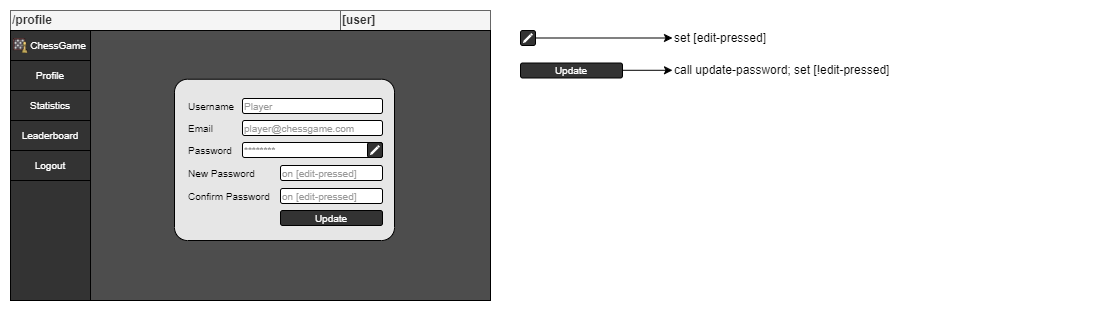 /profile [user]
ChessGame
Profile
Statistics
Leaderboard
Logout
Username Player
Email player@chessgame.com
Password ********
New Password on [edit-pressed]
Confirm Password on [edit-pressed]
Update
set [edit-pressed]
Update call update-password; set [!edit-pressed]